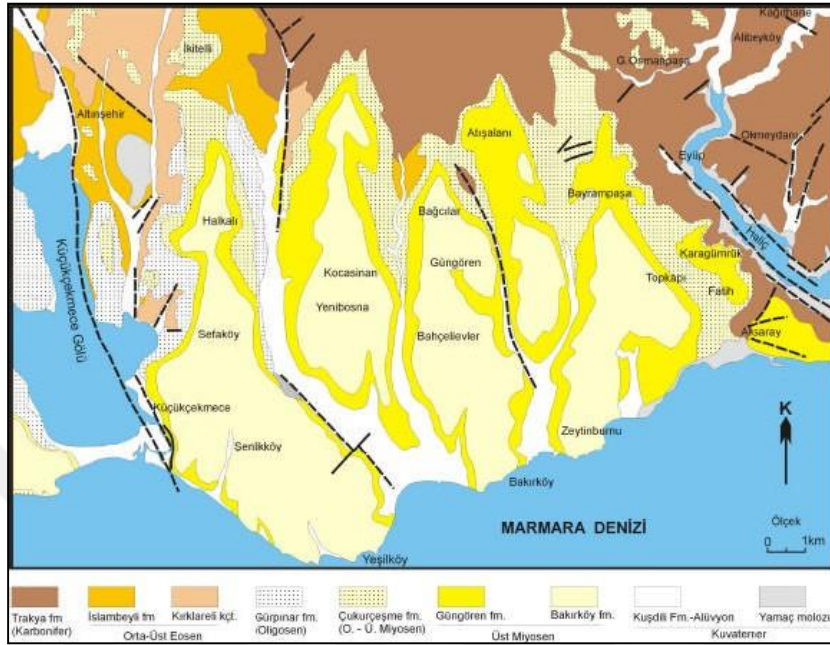 Kağıthane
İkitelli
Alibeyköy
G.Osmanpaşa
Altınşehir
Atışalanı
Okmeydanı
Eyüp
Bayrampaşa
Bağcılar
Halkalı
Haliç
Küçükçekmece Gölü
Güngören
Karagümrük
Kocasinan
Topkapı
Fatih
Yenibosna
Sefaköy
Bahçelievler
Aksaray
Küçükçekmece
K
Şenlikköy
Zeytinburnu
Bakırköy
MARMARA DENİZİ
Ölçek
0 1km
Yeşilköy
Trakya fm İslambeyli fm Kırklareli kçt. Gürpınar fm. Çukurçeşme fm. Güngören fm. Bakırköy fm. Kuşdili Fm.-Alüvyon Yamaç molozu
(Karbonifer) Orta-Üst Eosen (Oligosen) (O. - Ü. Miyosen) Üst Miyosen Kuvaterner